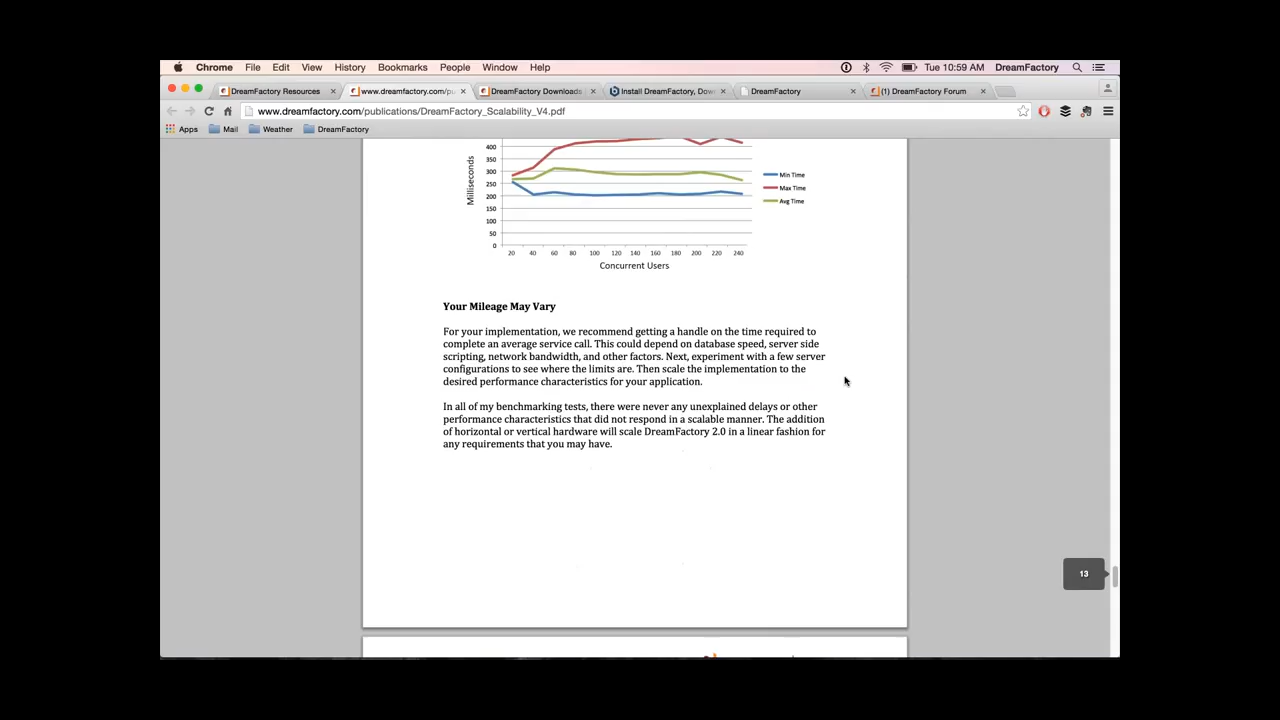 Chrome File Edit View History Bookmarks People Window Help Tue 10:59 AM DreamFactory
DreamFactory Resources www.dreamfactory.com/pu DreamFactory Downloads Install DreamFactory, Dow DreamFactory (1) DreamFactory Forum
www.dreamfactory.com/publications/DreamFactory_Scalability_V4.pdf
Apps Mail Weather DreamFactory
Milliseconds
400
350
300
250
200
150
100
50
0
20 40 60 80 100 120 140 160 180 200 220 240
Concurrent Users
Min Time
Max Time
Avg Time
Your Mileage May Vary
For your implementation, we recommend getting a handle on the time required to
complete an average service call. This could depend on database speed, server side
scripting, network bandwidth, and other factors. Next, experiment with a few server
configurations to see where the limits are. Then scale the implementation to the
desired performance characteristics for your application.
In all of my benchmarking tests, there were never any unexplained delays or other
performance characteristics that did not respond in a scalable manner. The addition
of horizontal or vertical hardware will scale DreamFactory 2.0 in a linear fashion for
any requirements that you may have.
13